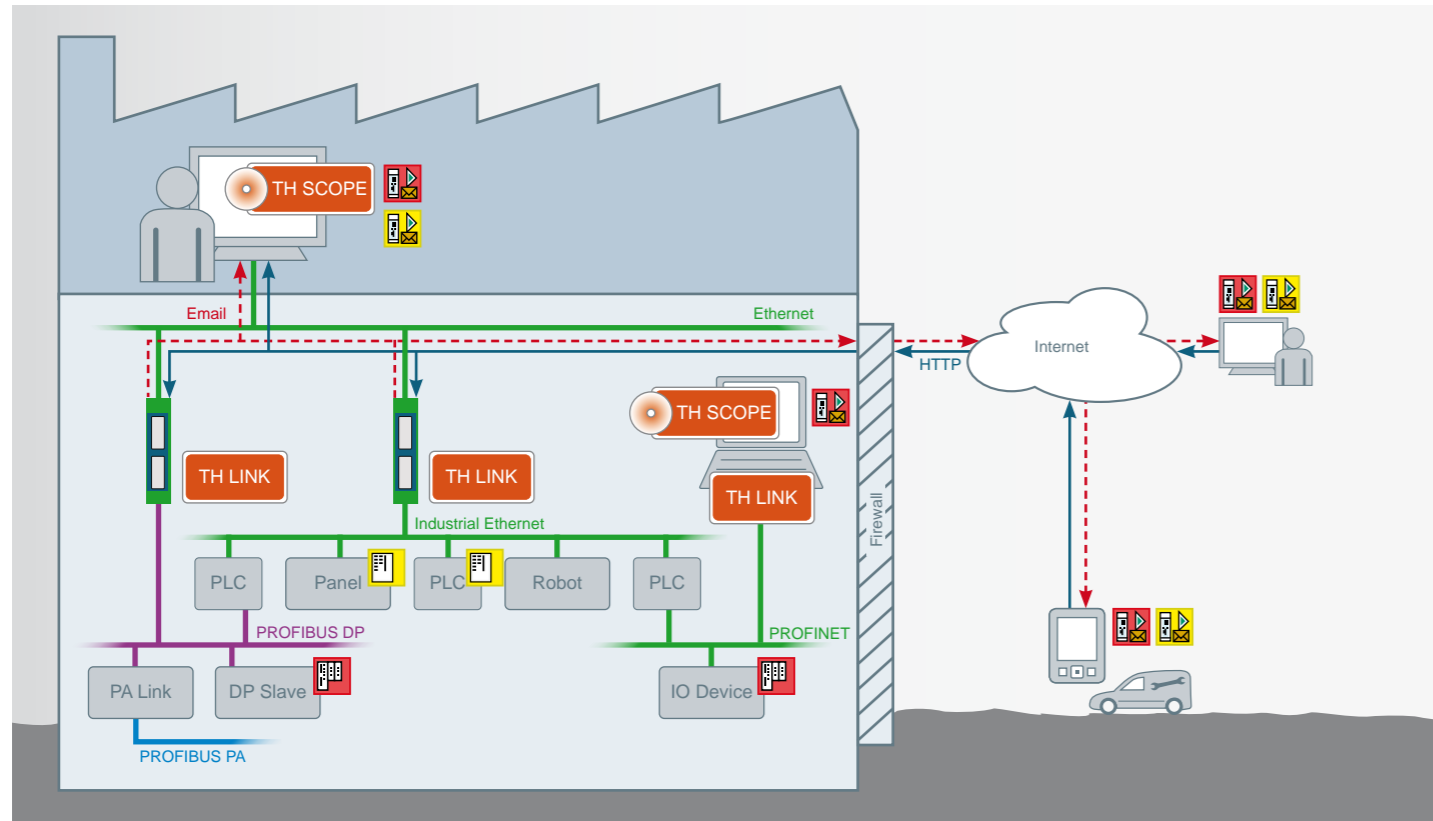 TH SCOPE
Email
Ethernet
Internet
HTTP
TH SCOPE
TH LINK
TH LINK
TH LINK
Firewall
Industrial Ethernet
PLC
Panel
PLC
Robot
PLC
PROFIBUS DP
PROFINET
PA Link
DP Slave
IO Device
PROFIBUS PA